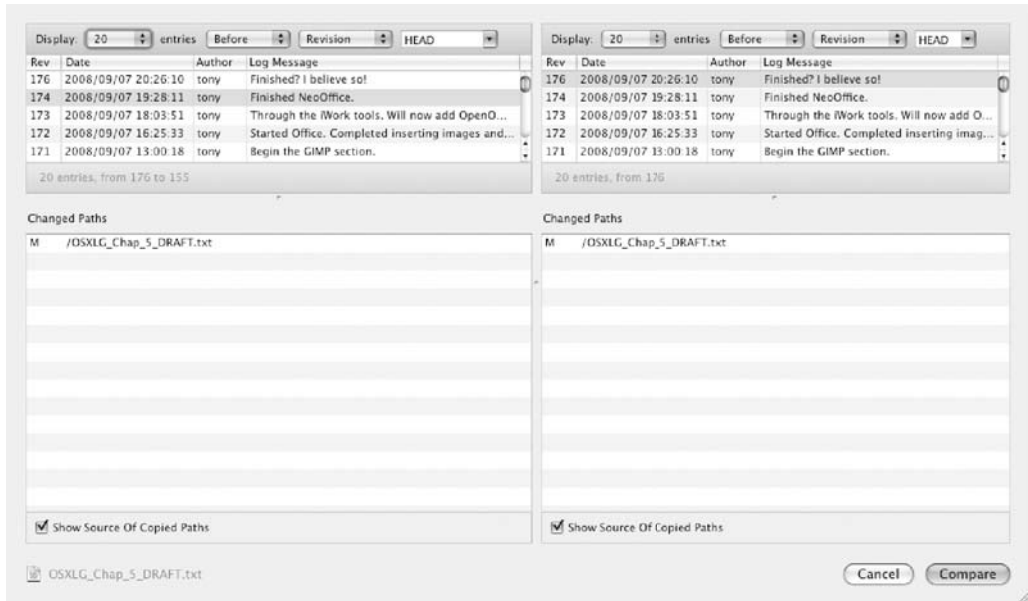 Display: 20 entries Before Revision HEAD
Rev Date Author Log Message
176 2008/09/07 20:26:10 tony Finished? I believe so!
174 2008/09/07 19:28:11 tony Finished NeoOffice.
173 2008/09/07 18:03:51 tony Through the iWork tools. Will now add OpenO...
172 2008/09/07 16:25:33 tony Started Office. Completed inserting images and...
171 2008/09/07 13:00:18 tony Begin the GIMP section.
20 entries, from 176 to 155
Changed Paths
M /OSXLG_Chap_5_DRAFT.txt
Show Source Of Copied Paths
Display: 20 entries Before Revision HEAD
Rev Date Author Log Message
176 2008/09/07 20:26:10 tony Finished? I believe so!
174 2008/09/07 19:28:11 tony Finished NeoOffice.
173 2008/09/07 18:03:51 tony Through the iWork tools. Will now add O...
172 2008/09/07 16:25:33 tony Started Office. Completed inserting imag...
171 2008/09/07 13:00:18 tony Begin the GIMP section.
20 entries, from 176
Changed Paths
M /OSXLG_Chap_5_DRAFT.txt
Show Source Of Copied Paths
OSXLG_Chap_5_DRAFT.txt
Cancel Compare